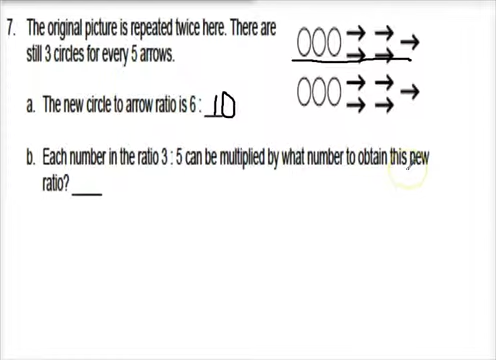 7. The original picture is repeated twice here. There are
still 3 circles for every 5 arrows.
a. The new circle to arrow ratio is 6 : 10
b. Each number in the ratio 3 : 5 can be multiplied by what number to obtain this new
ratio? ____